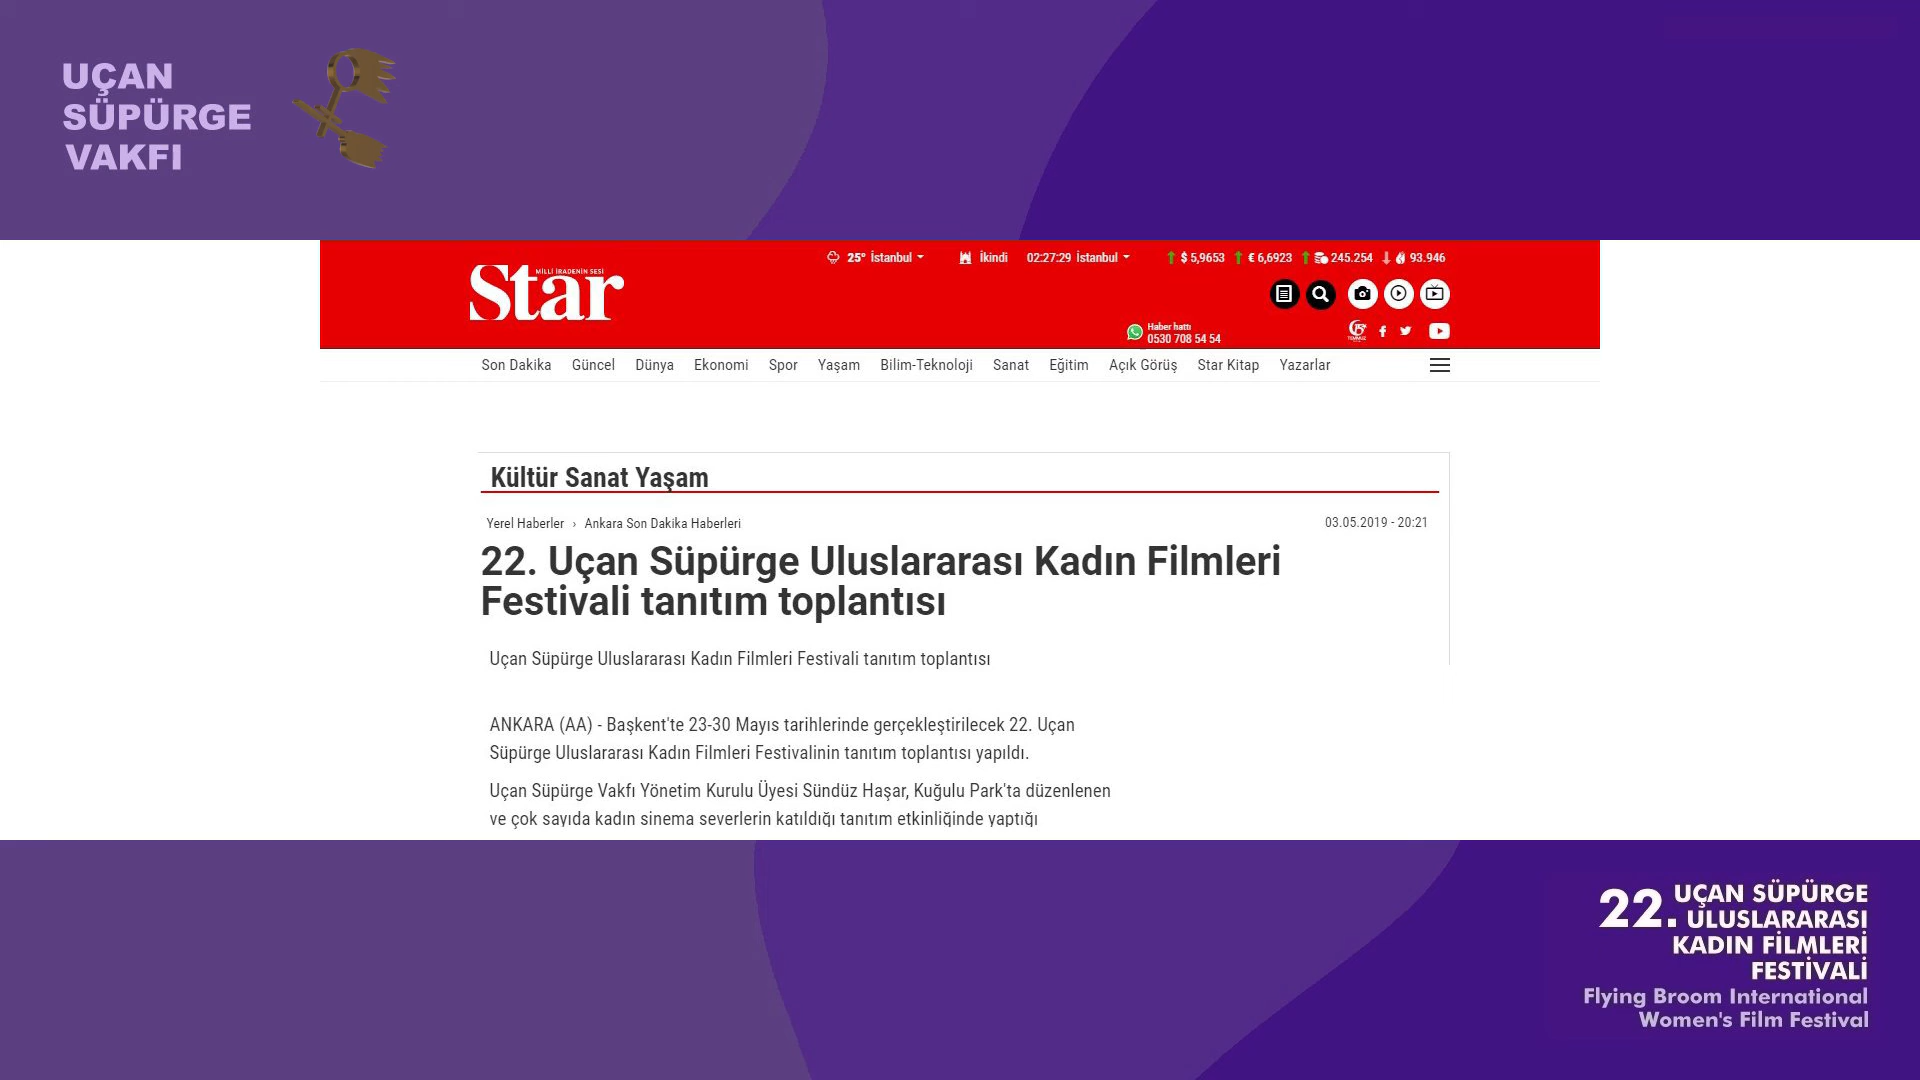 UÇAN
SÜPÜRGE
VAKFI
MİLLİ İRADENİN SESİ
Star
25° İstanbul
İkindi 02:27:29 İstanbul
$ 5,9653 € 6,6923 245.254 93.946
Haber hattı
0530 708 54 54
Son Dakika Güncel Dünya Ekonomi Spor Yaşam Bilim-Teknoloji Sanat Eğitim Açık Görüş Star Kitap Yazarlar
Kültür Sanat Yaşam
Yerel Haberler › Ankara Son Dakika Haberleri
03.05.2019 - 20:21
22. Uçan Süpürge Uluslararası Kadın Filmleri
Festivali tanıtım toplantısı
Uçan Süpürge Uluslararası Kadın Filmleri Festivali tanıtım toplantısı
ANKARA (AA) - Başkent'te 23-30 Mayıs tarihlerinde gerçekleştirilecek 22. Uçan
Süpürge Uluslararası Kadın Filmleri Festivalinin tanıtım toplantısı yapıldı.
Uçan Süpürge Vakfı Yönetim Kurulu Üyesi Sündüz Haşar, Kuğulu Park'ta düzenlenen
ve çok sayıda kadın sinema severlerin katıldığı tanıtım etkinliğinde yaptığı
22. UÇAN SÜPÜRGE
ULUSLARARASI
KADIN FİLMLERİ
FESTİVALİ
Flying Broom International
Women's Film Festival